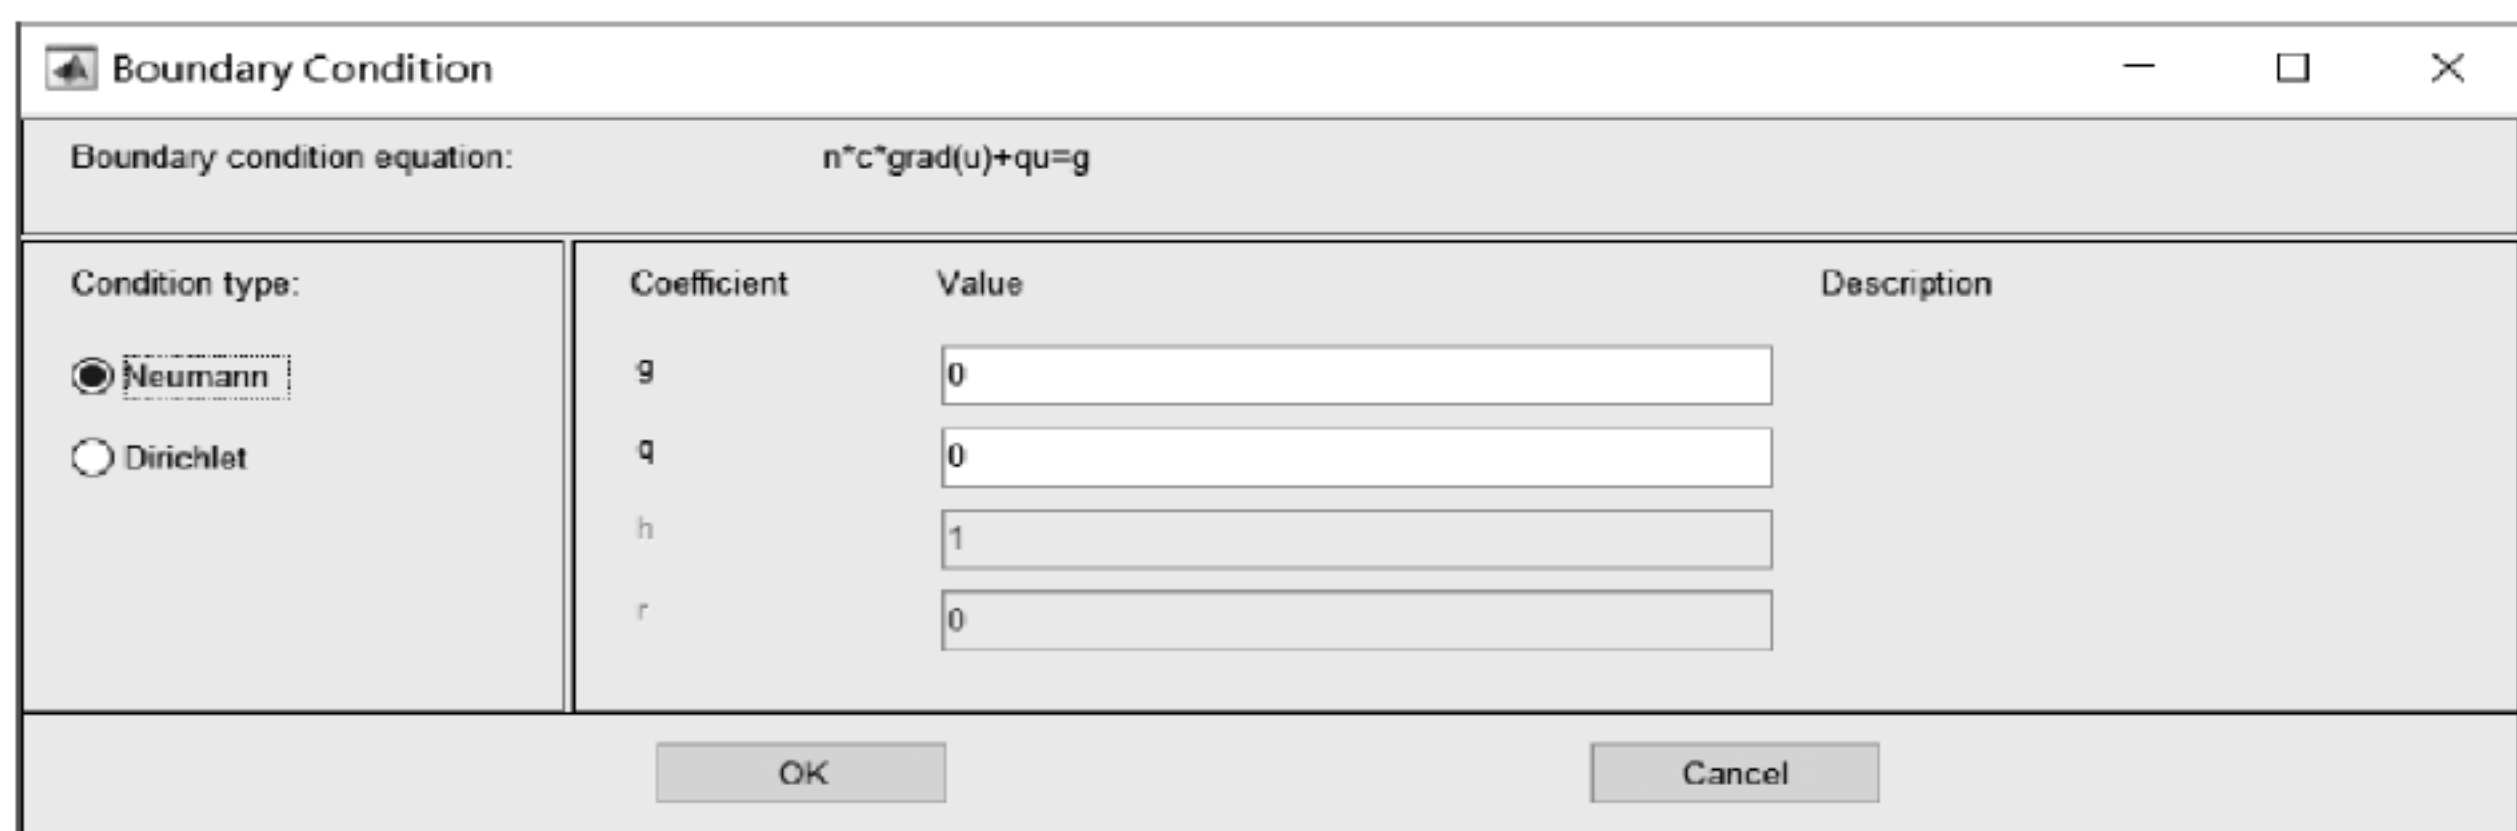 Boundary Condition
Boundary condition equation: n*c*grad(u)+qu=g
Condition type:
Neumann
Dirichlet
Coefficient Value Description
g 0
q 0
h 1
r 0
OK Cancel